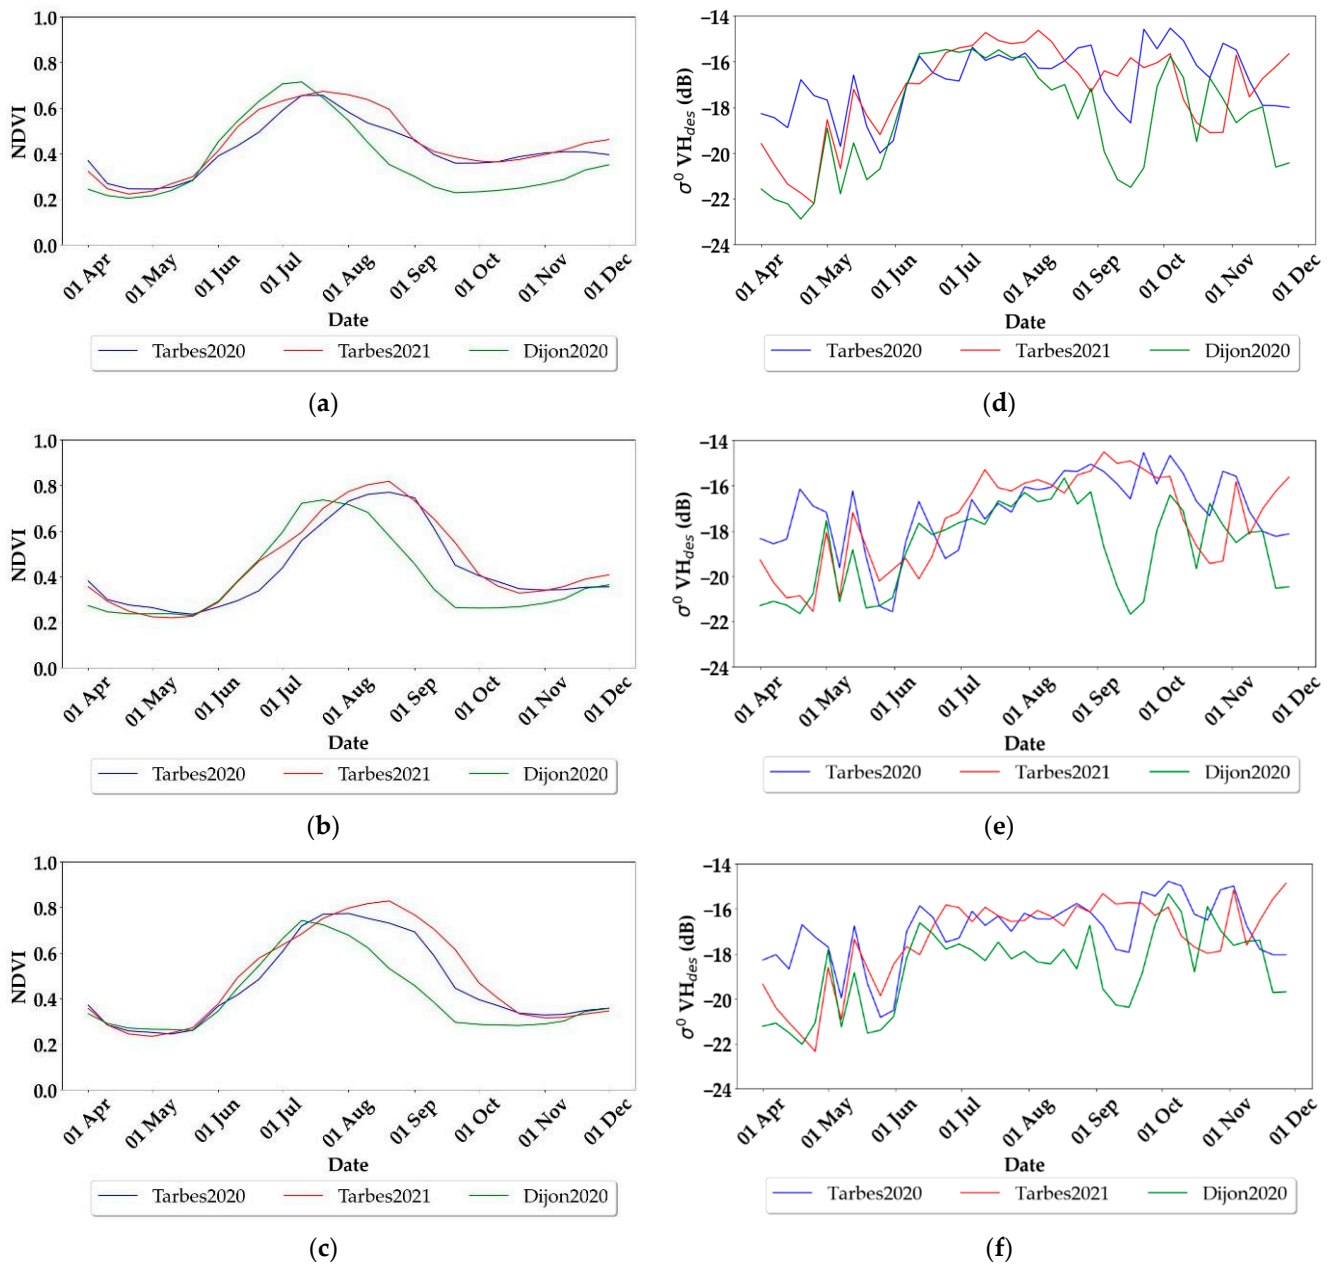 1.0
0.8
0.6
0.4
0.2
0.0
NDVI
01 Apr 01 May 01 Jun 01 Jul 01 Aug 01 Sep 01 Oct 01 Nov 01 Dec
Date
Tarbes2020 Tarbes2021 Dijon2020
(a)
−14
−16
−18
−20
−22
−24
σ⁰ VH_des (dB)
01 Apr 01 May 01 Jun 01 Jul 01 Aug 01 Sep 01 Oct 01 Nov 01 Dec
Date
Tarbes2020 Tarbes2021 Dijon2020
(d)
1.0
0.8
0.6
0.4
0.2
0.0
NDVI
01 Apr 01 May 01 Jun 01 Jul 01 Aug 01 Sep 01 Oct 01 Nov 01 Dec
Date
Tarbes2020 Tarbes2021 Dijon2020
(b)
−14
−16
−18
−20
−22
−24
σ⁰ VH_des (dB)
01 Apr 01 May 01 Jun 01 Jul 01 Aug 01 Sep 01 Oct 01 Nov 01 Dec
Date
Tarbes2020 Tarbes2021 Dijon2020
(e)
1.0
0.8
0.6
0.4
0.2
0.0
NDVI
01 Apr 01 May 01 Jun 01 Jul 01 Aug 01 Sep 01 Oct 01 Nov 01 Dec
Date
Tarbes2020 Tarbes2021 Dijon2020
(c)
−14
−16
−18
−20
−22
−24
σ⁰ VH_des (dB)
01 Apr 01 May 01 Jun 01 Jul 01 Aug 01 Sep 01 Oct 01 Nov 01 Dec
Date
Tarbes2020 Tarbes2021 Dijon2020
(f)